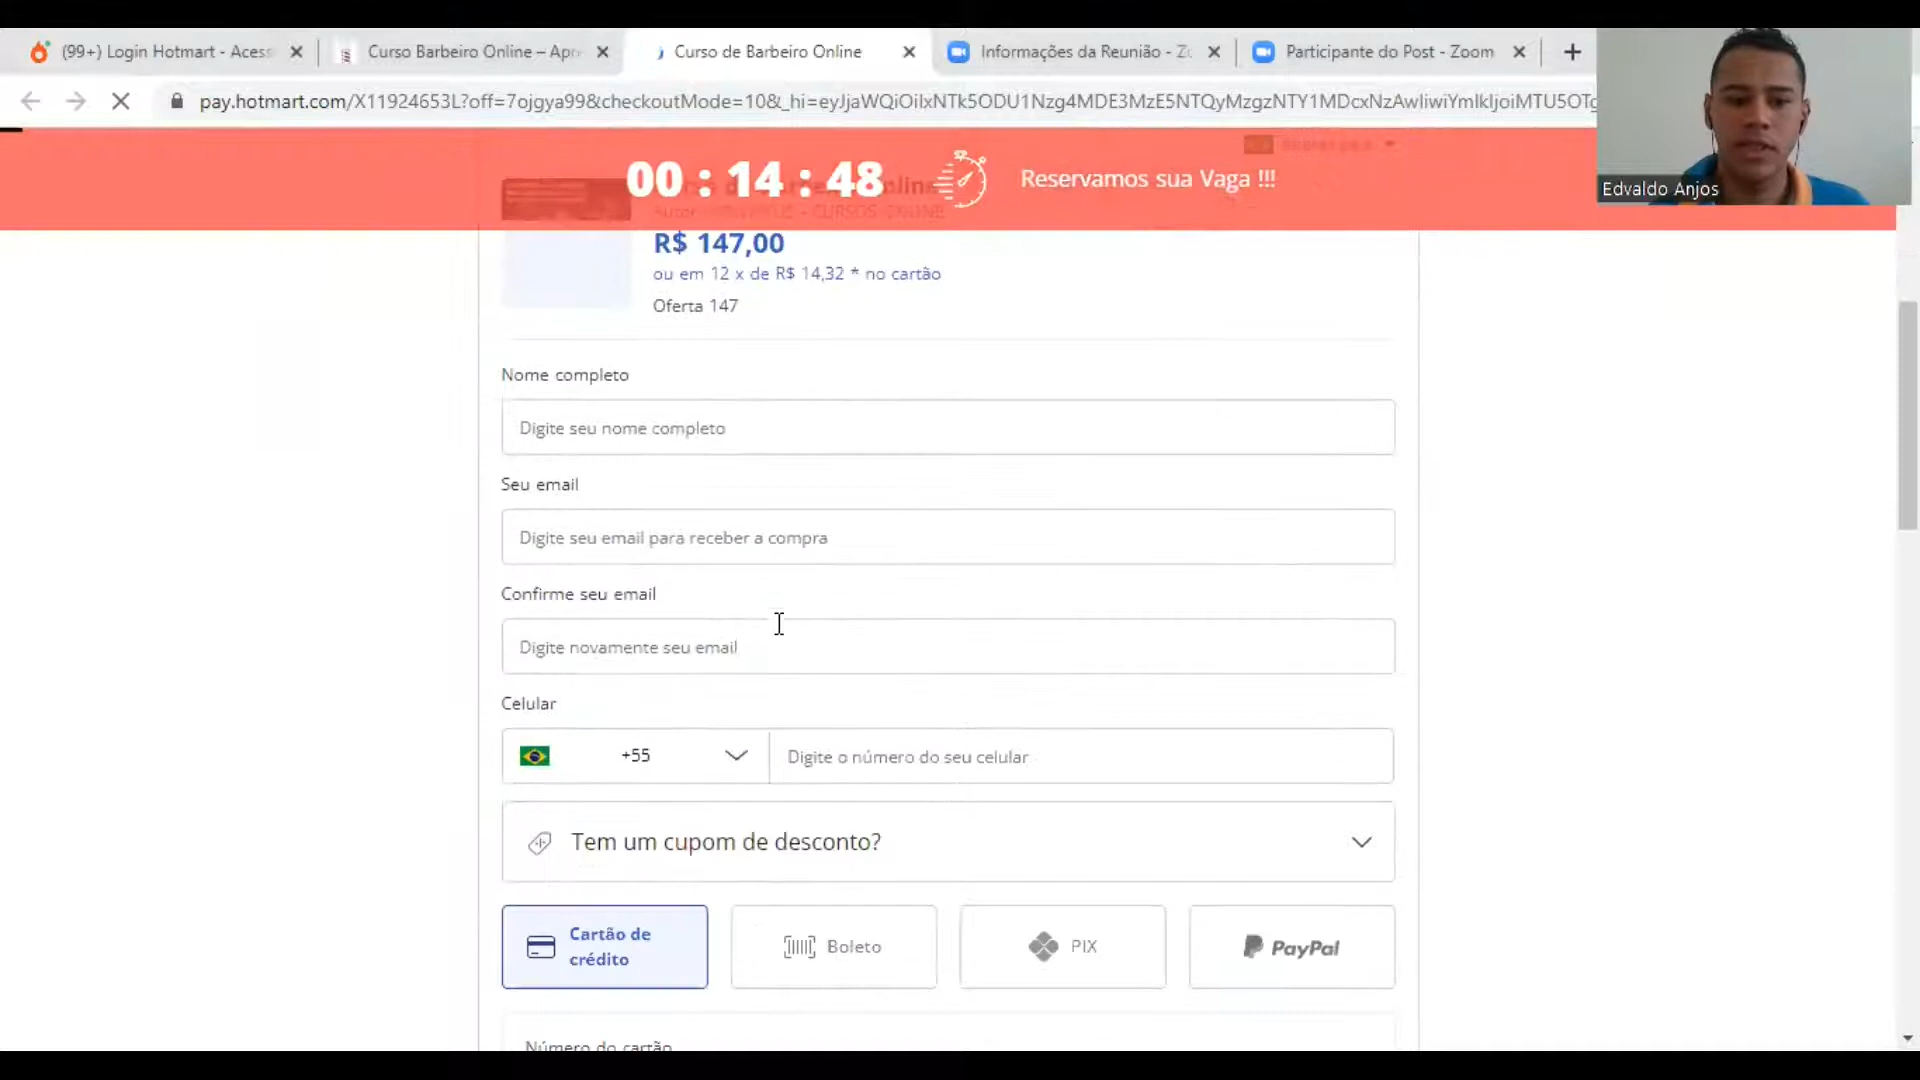 (99+) Login Hotmart - Acess
Curso Barbeiro Online – Apr
Curso de Barbeiro Online
Informações da Reunião - Zo
Participante do Post - Zoom
pay.hotmart.com/X11924653L?off=7ojgya99&checkoutMode=10&_hi=eyJjaWQiOiIxNTk5ODU1Nzg4MDE3MzE5NTQyMzgzNTY1MDcxNzAwIiwiYmlkIjoiMTU5OTg
Edvaldo Anjos
00 : 14 : 48
Reservamos sua Vaga !!!
R$ 147,00
ou em 12 x de R$ 14,32 * no cartão
Oferta 147
Nome completo
Digite seu nome completo
Seu email
Digite seu email para receber a compra
Confirme seu email
Digite novamente seu email
Celular
+55
Digite o número do seu celular
Tem um cupom de desconto?
Cartão de
crédito
Boleto
PIX
PayPal
Número do cartão